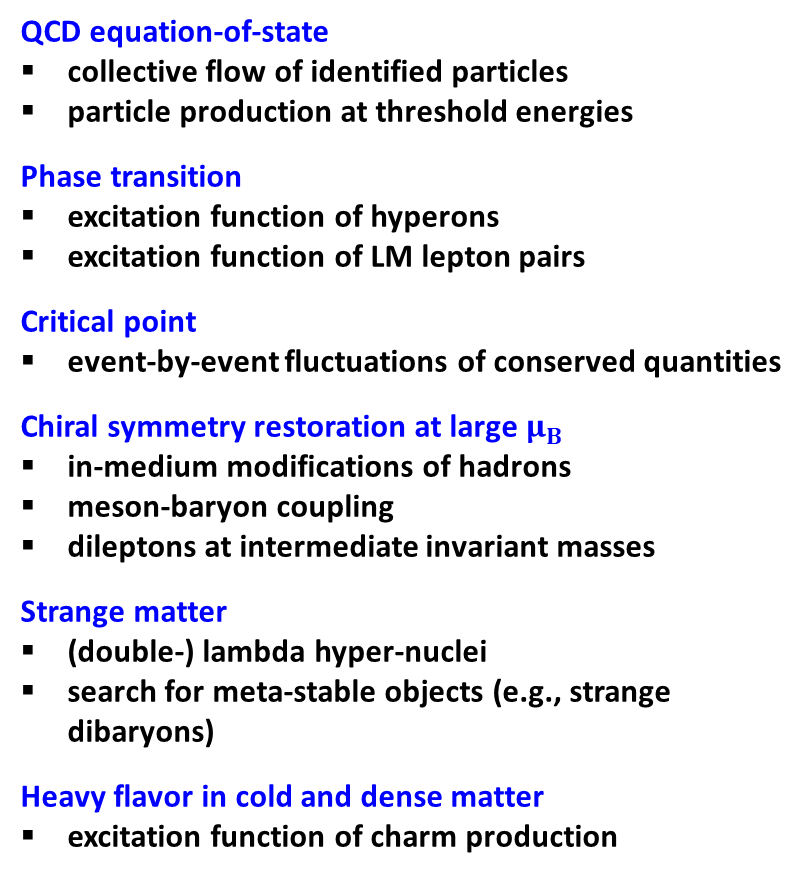 QCD equation-of-state
▪ collective flow of identified particles
▪ particle production at threshold energies
Phase transition
▪ excitation function of hyperons
▪ excitation function of LM lepton pairs
Critical point
▪ event-by-event fluctuations of conserved quantities
Chiral symmetry restoration at large μB
▪ in-medium modifications of hadrons
▪ meson-baryon coupling
▪ dileptons at intermediate invariant masses
Strange matter
▪ (double-) lambda hyper-nuclei
▪ search for meta-stable objects (e.g., strange
dibaryons)
Heavy flavor in cold and dense matter
▪ excitation function of charm production